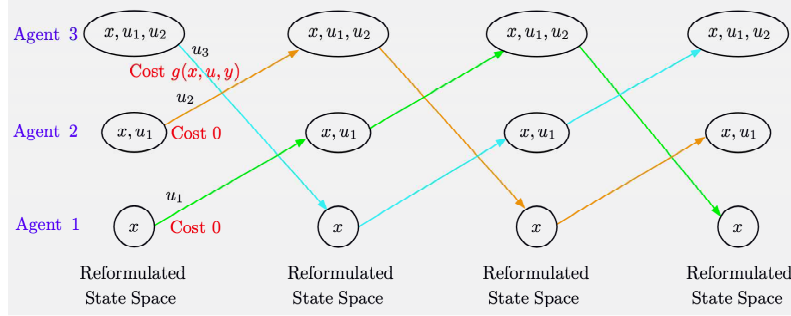 Agent 3
x, u₁, u₂
x, u₁, u₂
x, u₁, u₂
x, u₁, u₂
u₃
Cost g(x, u, y)
u₂
Agent 2
x, u₁
Cost 0
x, u₁
x, u₁
x, u₁
u₁
Agent 1
x
Cost 0
x
x
x
Reformulated
State Space
Reformulated
State Space
Reformulated
State Space
Reformulated
State Space